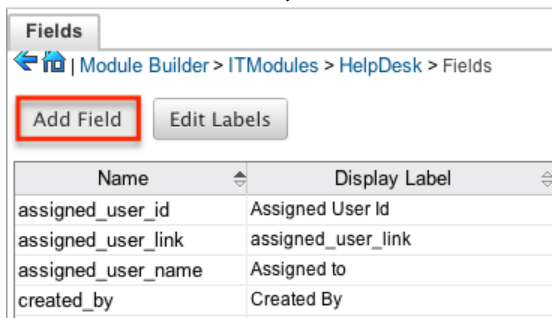 Fields
| Module Builder > ITModules > HelpDesk > Fields
Add Field Edit Labels
Name Display Label
assigned_user_id Assigned User Id
assigned_user_link assigned_user_link
assigned_user_name Assigned to
created_by Created By